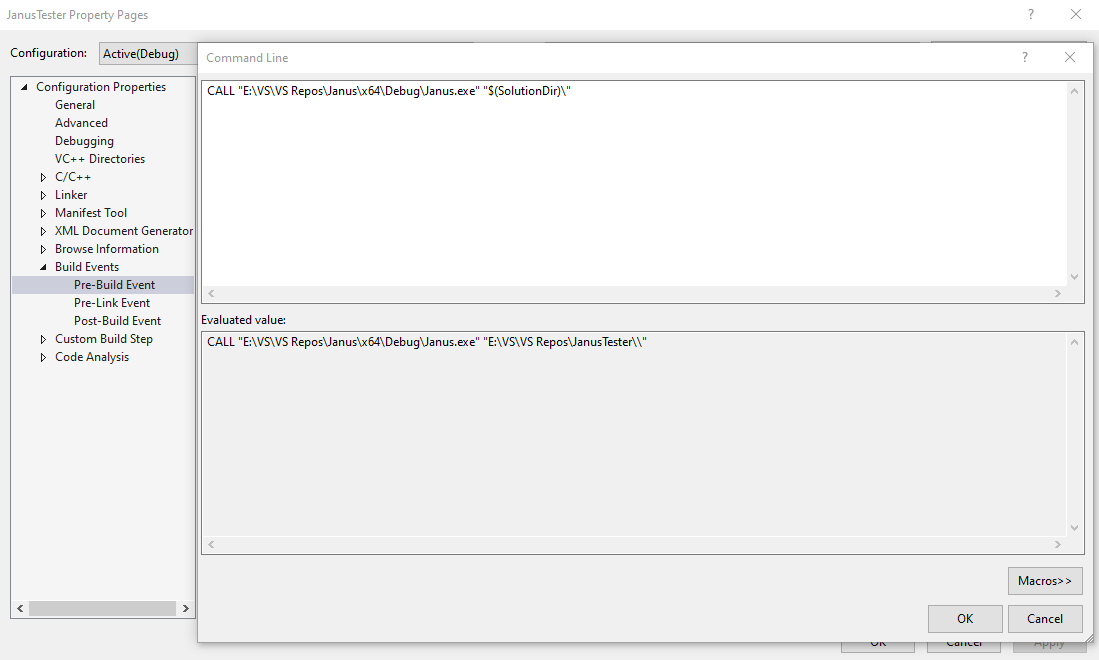 JanusTester Property Pages
?
Configuration:
Active(Debug)
Command Line
?
Configuration Properties
General
Advanced
Debugging
VC++ Directories
C/C++
Linker
Manifest Tool
XML Document Generator
Browse Information
Build Events
Pre-Build Event
Pre-Link Event
Post-Build Event
Custom Build Step
Code Analysis
CALL "E:\VS\VS Repos\Janus\x64\Debug\Janus.exe" "$(SolutionDir)\"
Evaluated value:
CALL "E:\VS\VS Repos\Janus\x64\Debug\Janus.exe" "E:\VS\VS Repos\JanusTester\\"
Macros>>
OK
Cancel
OK
Cancel
Apply